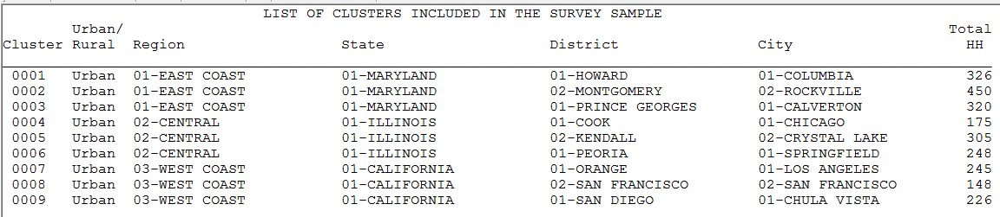 LIST OF CLUSTERS INCLUDED IN THE SURVEY SAMPLE
Urban/ Total
Cluster Rural Region State District City HH
0001 Urban 01-EAST COAST 01-MARYLAND 01-HOWARD 01-COLUMBIA 326
0002 Urban 01-EAST COAST 01-MARYLAND 02-MONTGOMERY 02-ROCKVILLE 450
0003 Urban 01-EAST COAST 01-MARYLAND 01-PRINCE GEORGES 01-CALVERTON 320
0004 Urban 02-CENTRAL 01-ILLINOIS 01-COOK 01-CHICAGO 175
0005 Urban 02-CENTRAL 01-ILLINOIS 02-KENDALL 02-CRYSTAL LAKE 305
0006 Urban 02-CENTRAL 01-ILLINOIS 01-PEORIA 01-SPRINGFIELD 248
0007 Urban 03-WEST COAST 01-CALIFORNIA 01-ORANGE 01-LOS ANGELES 245
0008 Urban 03-WEST COAST 01-CALIFORNIA 02-SAN FRANCISCO 02-SAN FRANCISCO 148
0009 Urban 03-WEST COAST 01-CALIFORNIA 01-SAN DIEGO 01-CHULA VISTA 226